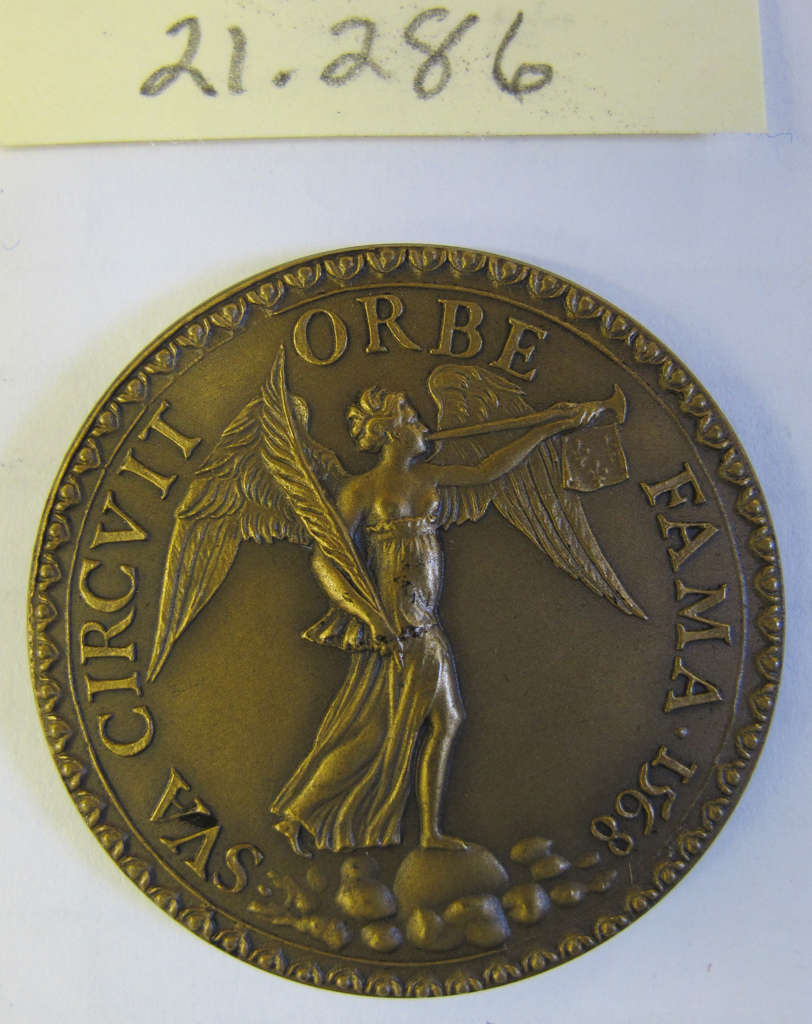 21.286
SVA CIRCVIT ORBE FAMA · 1568